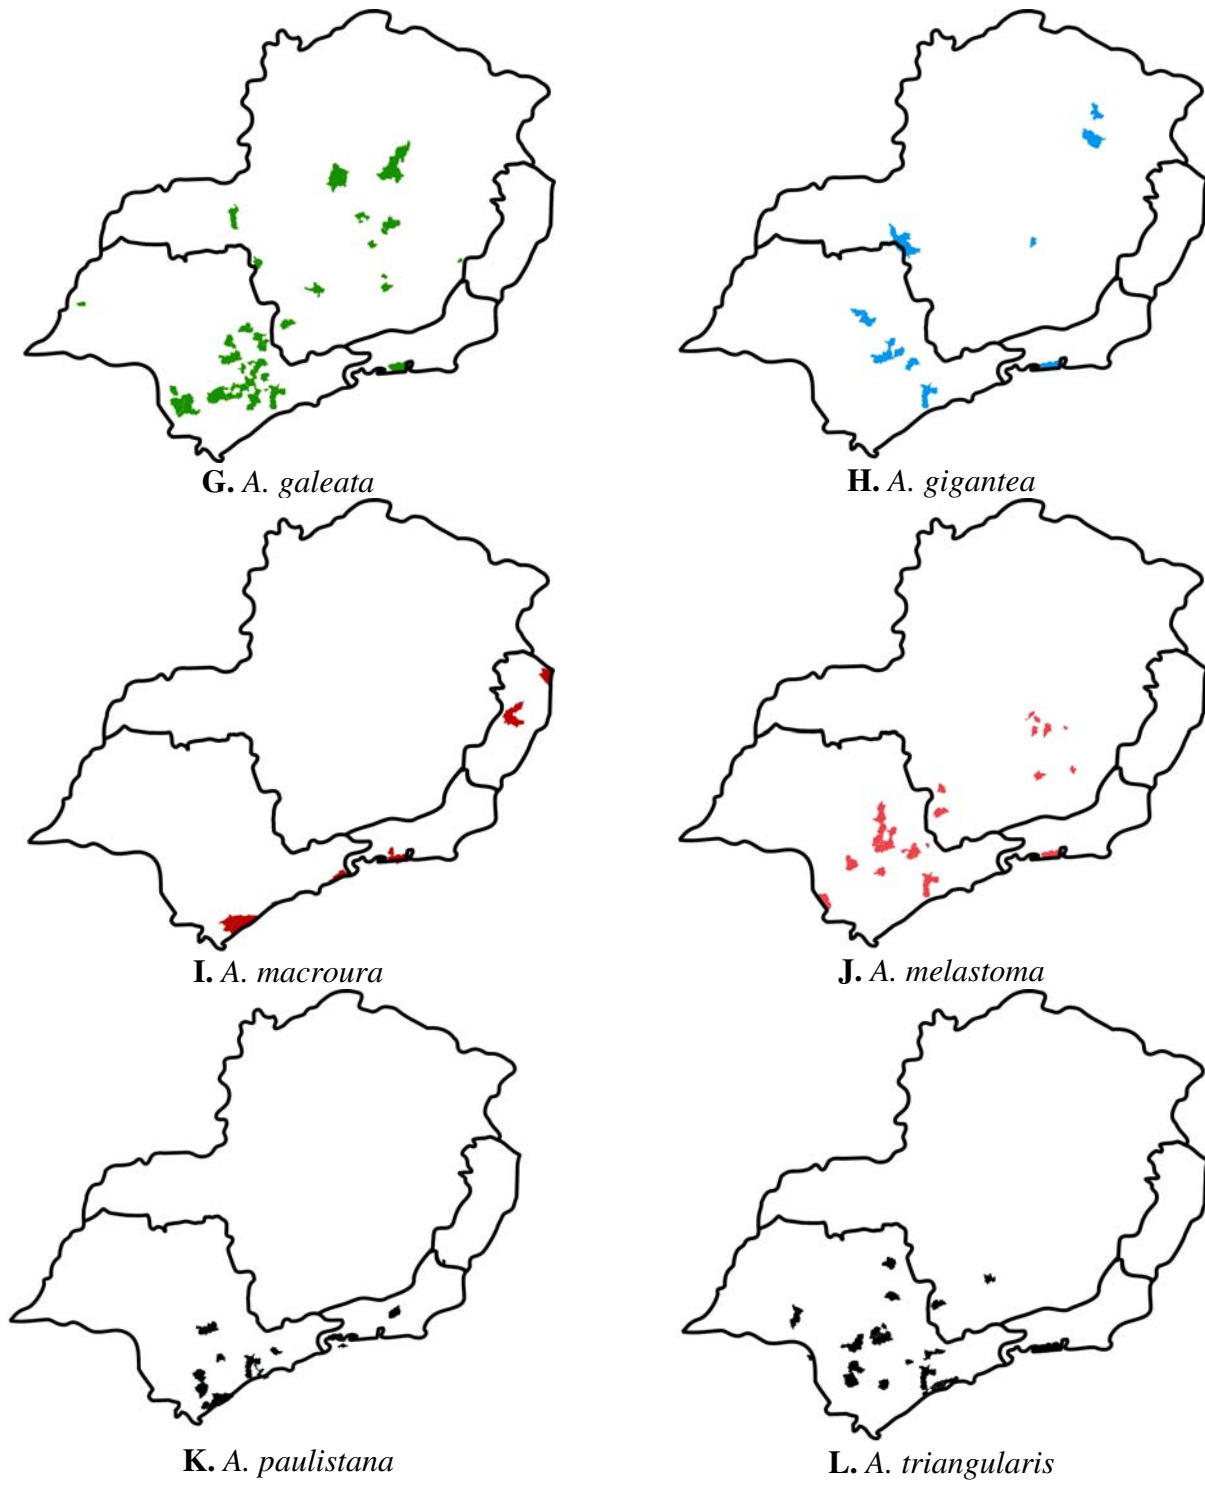 G. A. galeata
H. A. gigantea
I. A. macroura
J. A. melastoma
K. A. paulistana
L. A. triangularis